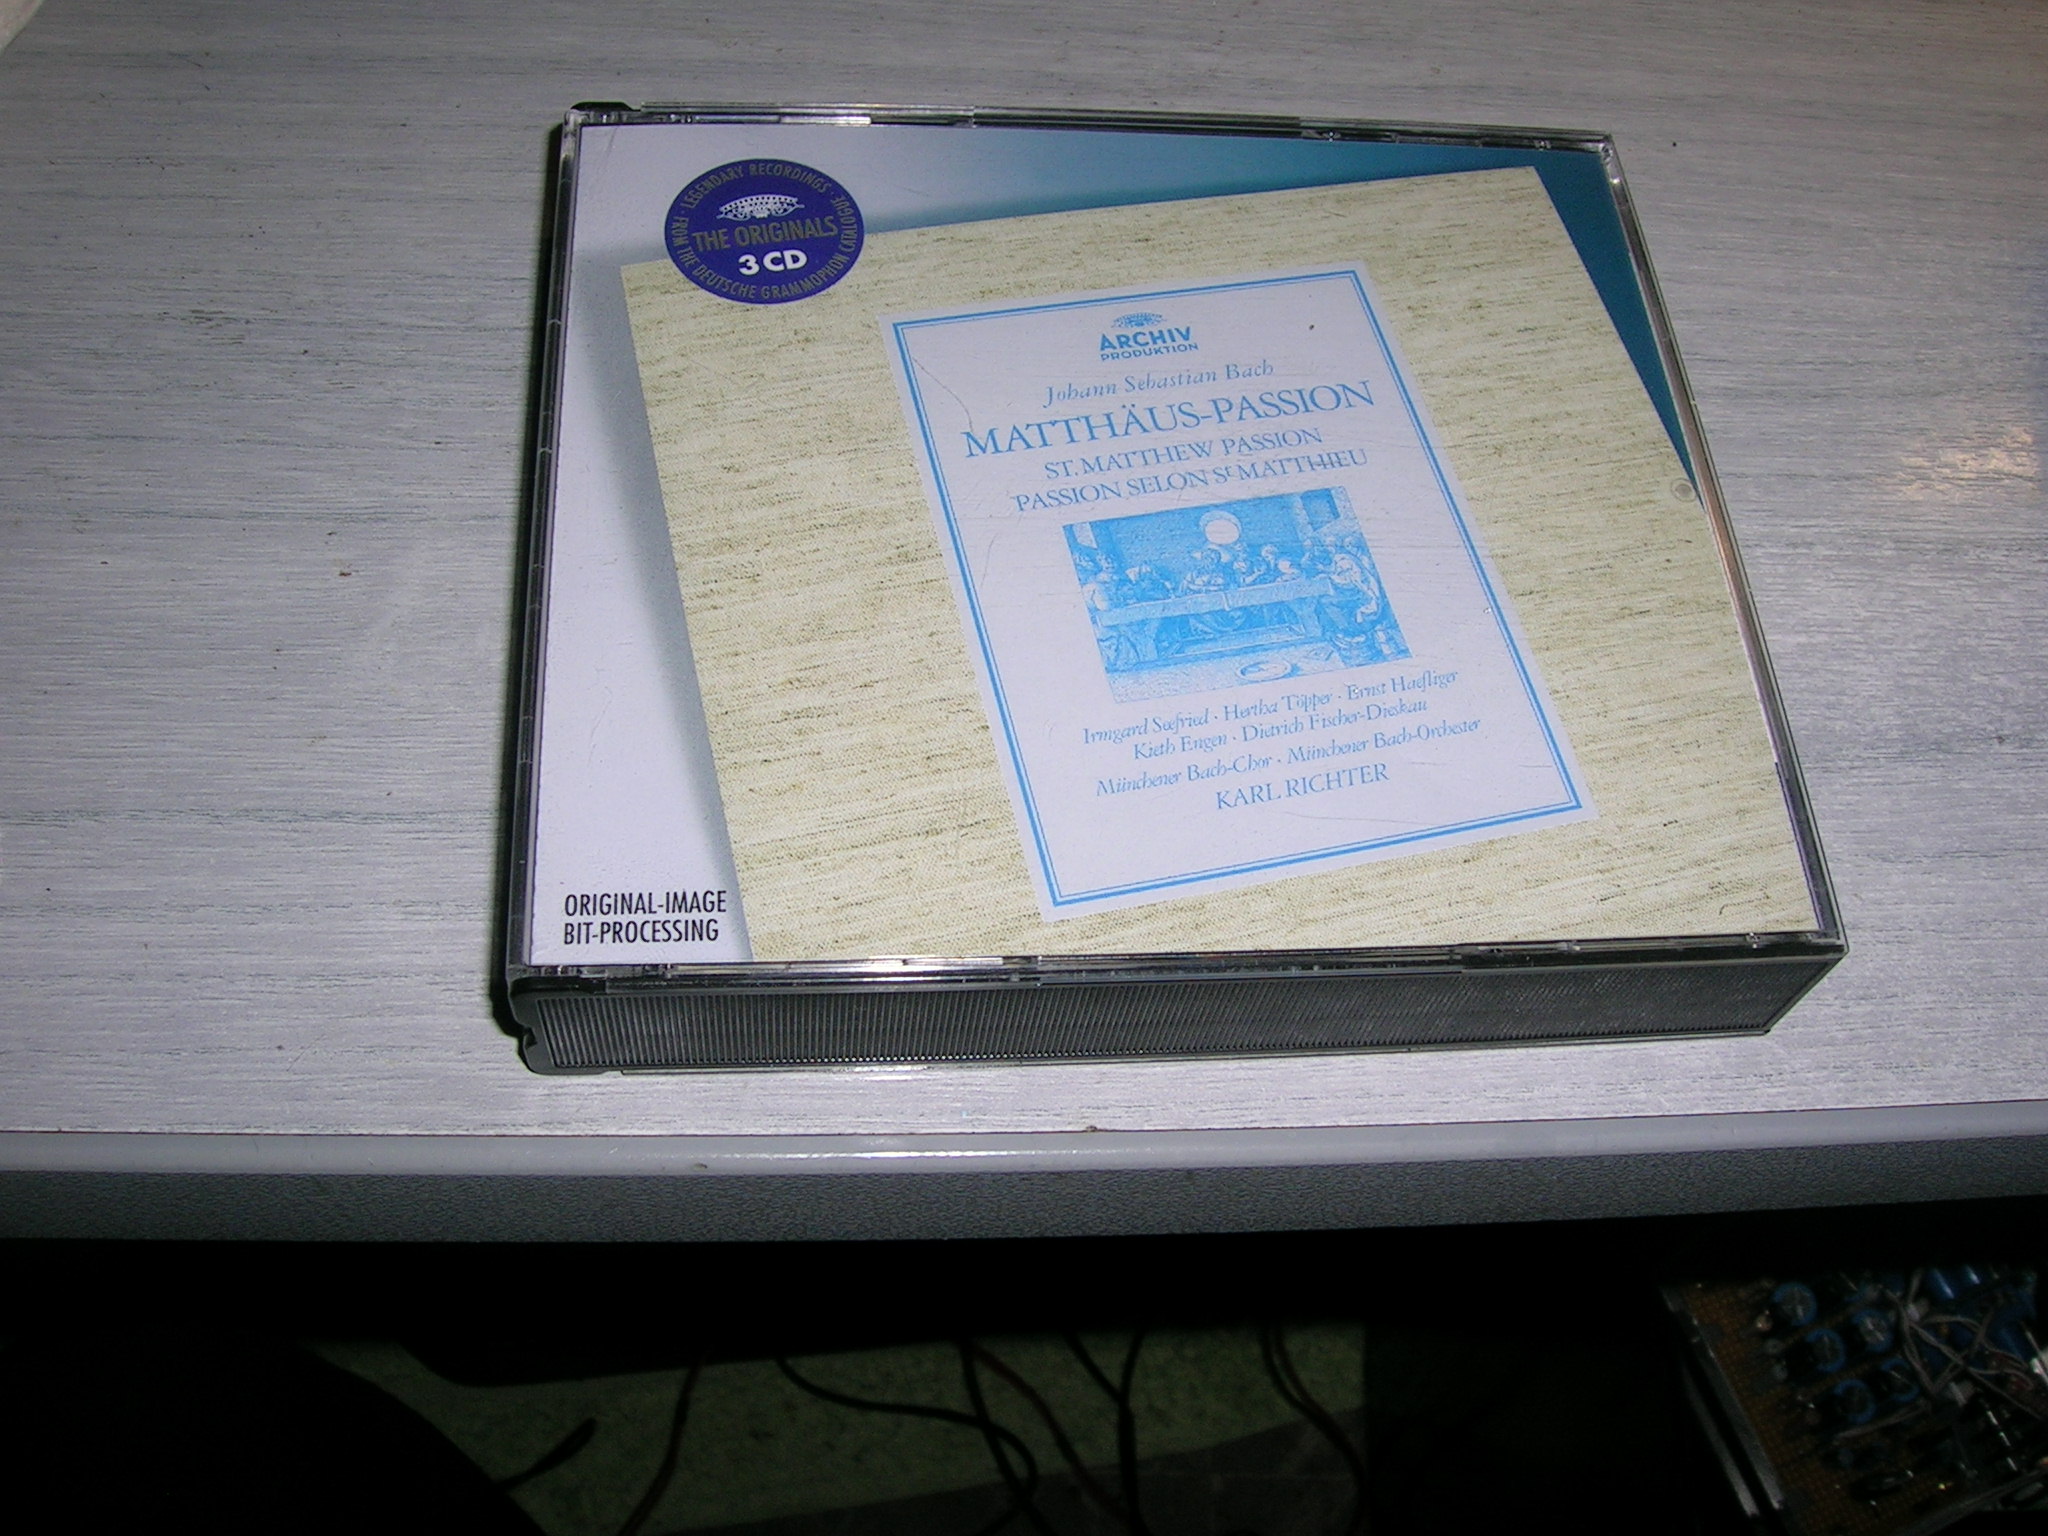 · LEGENDARY RECORDINGS ·
FROM THE DEUTSCHE GRAMMOPHON CATALOGUE
THE ORIGINALS
3 CD
ARCHIV
PRODUKTION
Johann Sebastian Bach
MATTHÄUS-PASSION
ST. MATTHEW PASSION
PASSION SELON St MATTHIEU
Irmgard Seefried · Hertha Töpper · Ernst Haefliger
Kieth Engen · Dietrich Fischer-Dieskau
Münchener Bach-Chor · Münchener Bach-Orchester
KARL RICHTER
ORIGINAL-IMAGE
BIT-PROCESSING